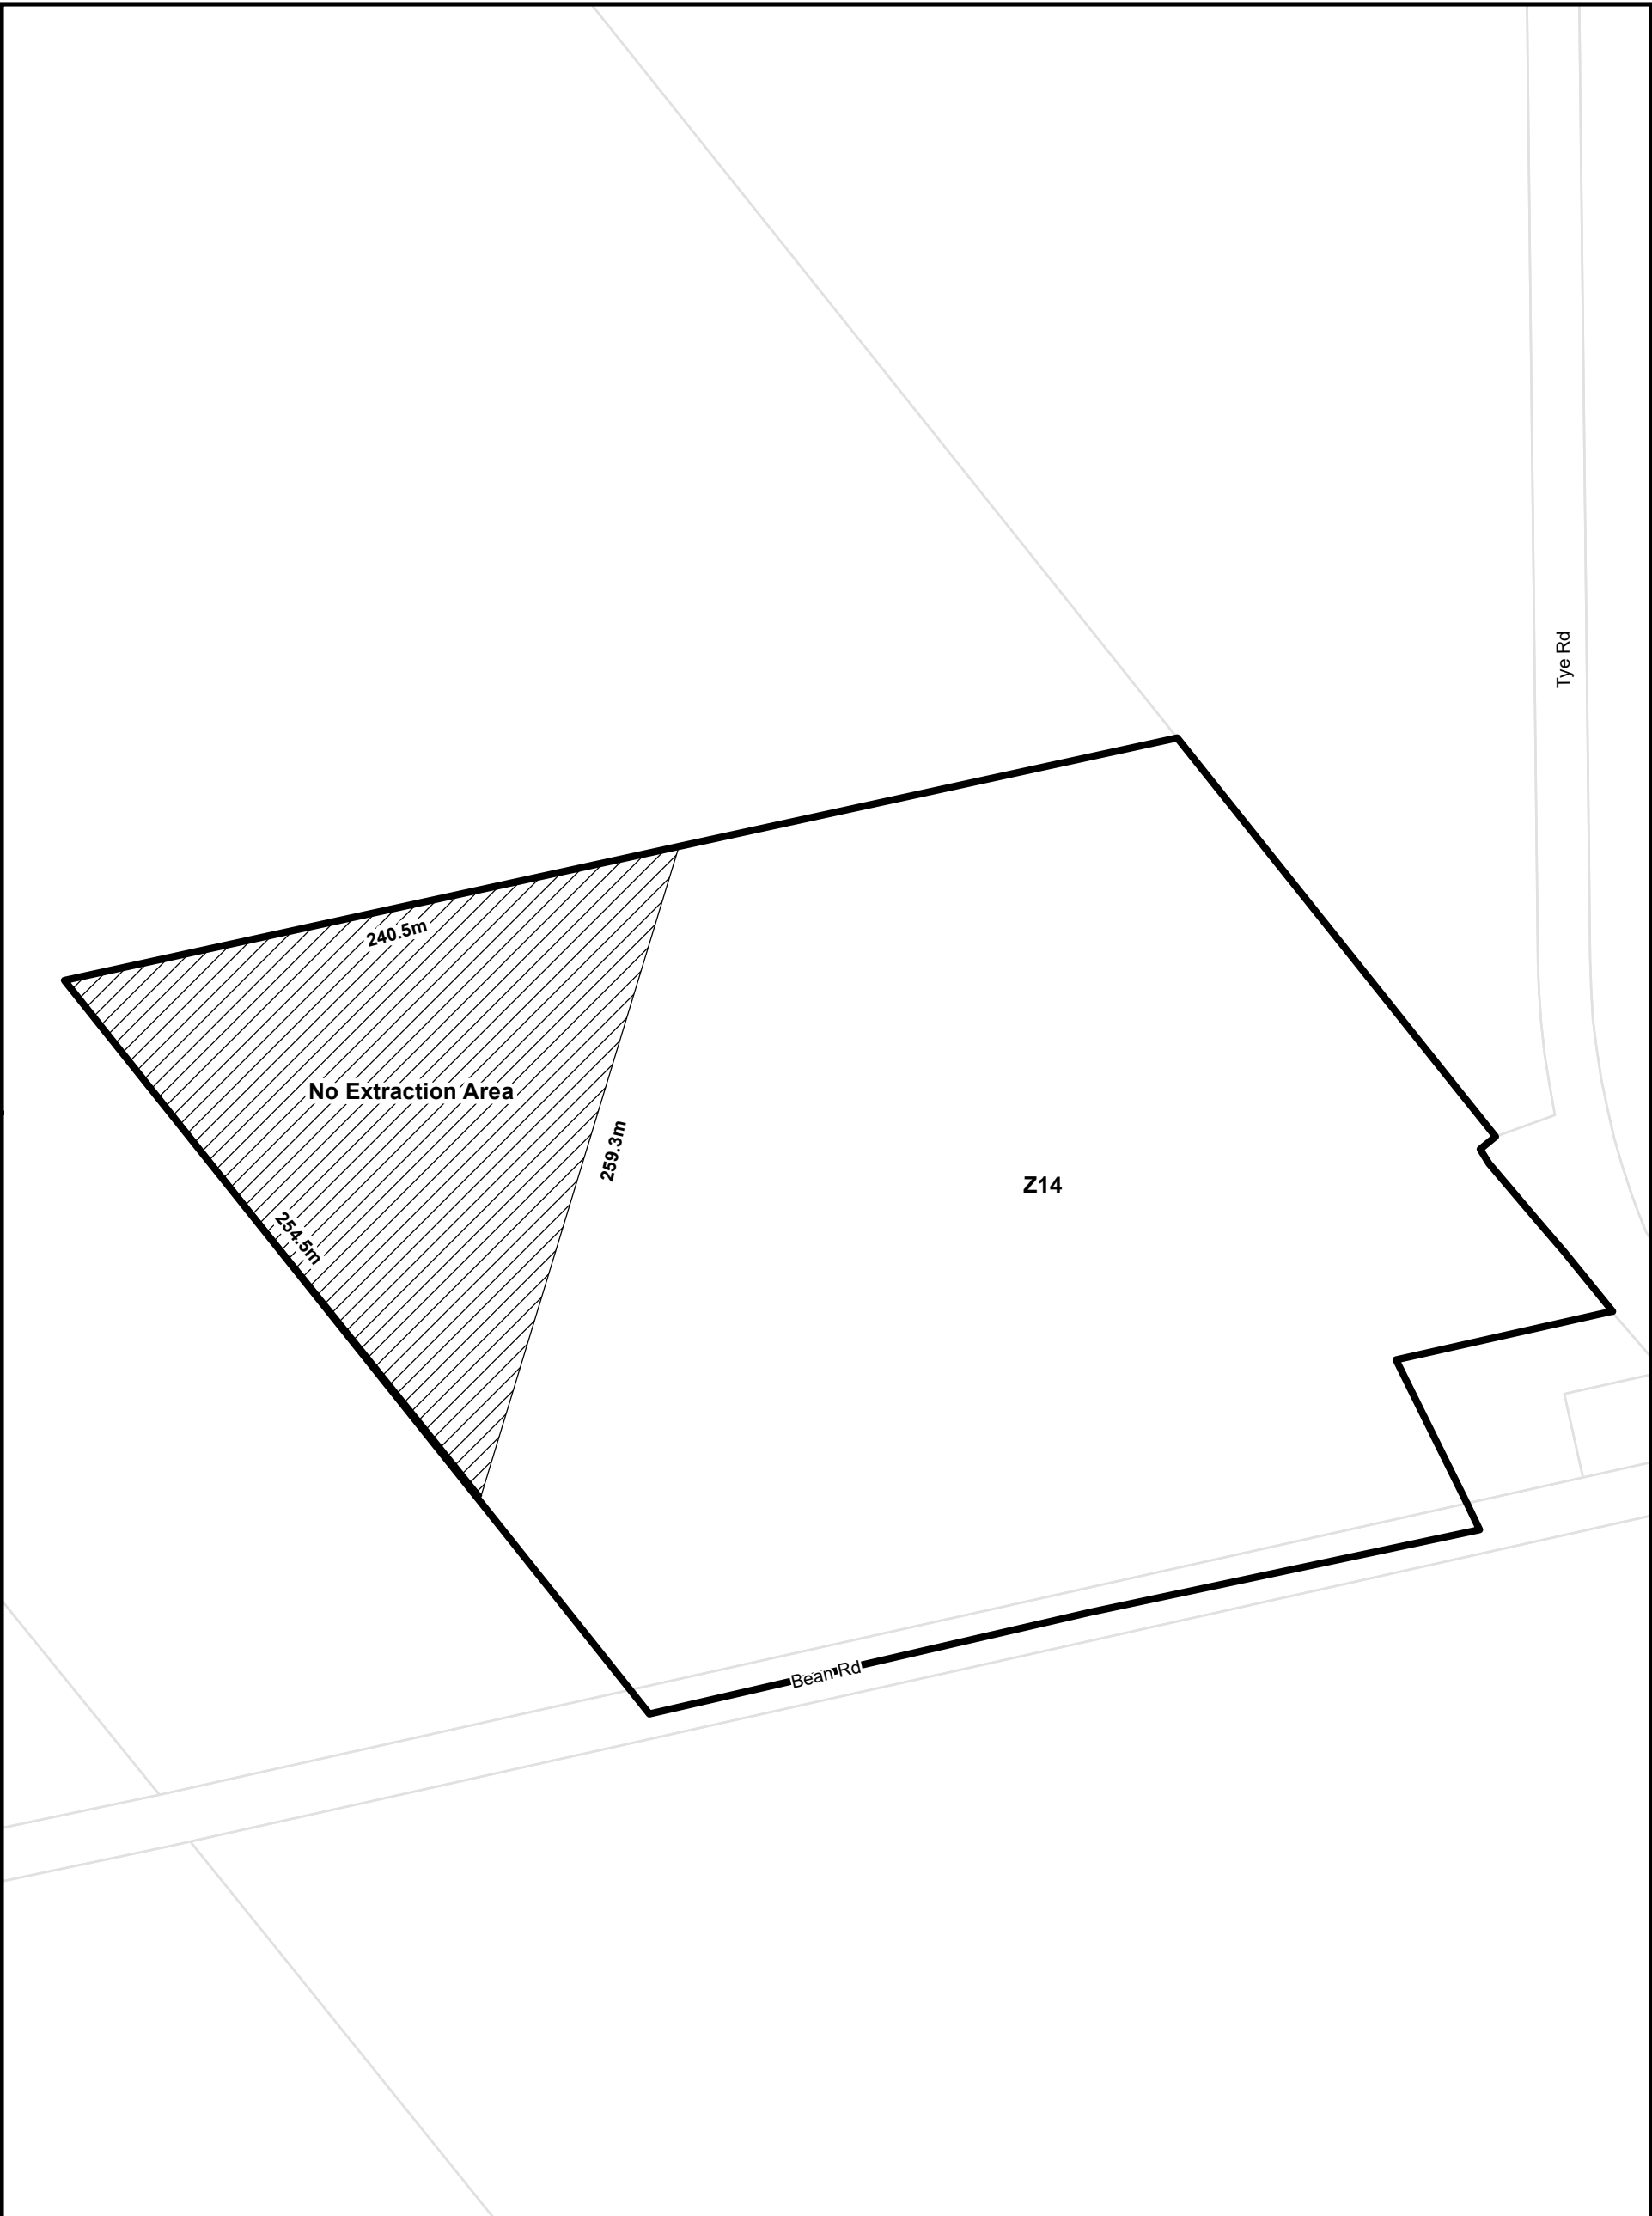 Tye Rd
240.5m
No Extraction Area
259.3m
Z14
254.5m
Bean Rd